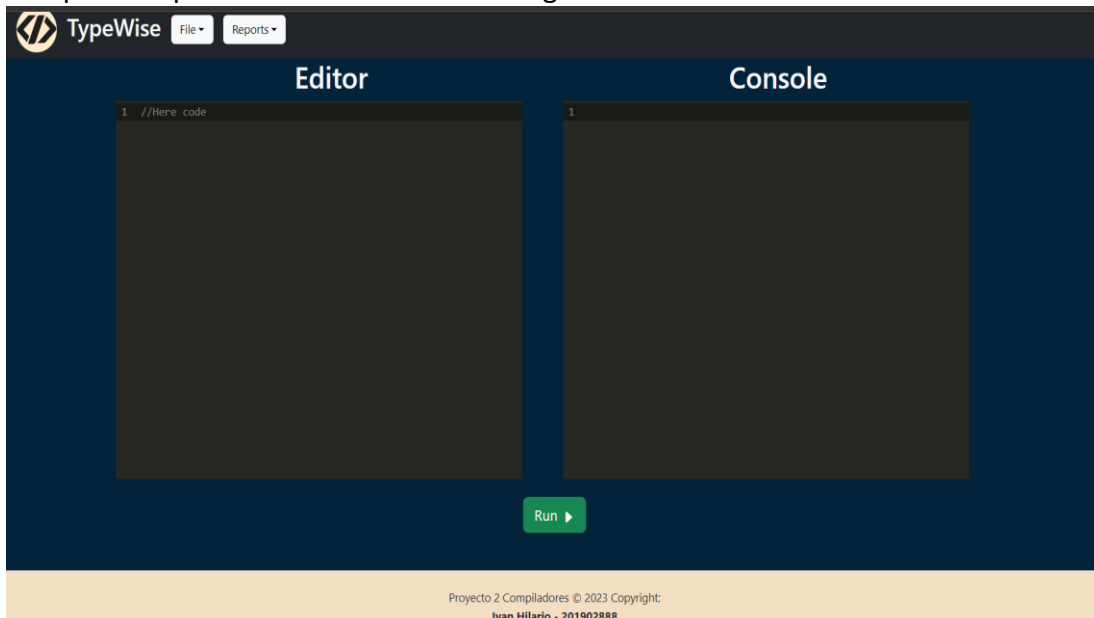 TypeWise File Reports
Editor Console
1 //Here code 1
Run
Proyecto 2 Compiladores © 2023 Copyright:
Ivan Hilario - 201902888